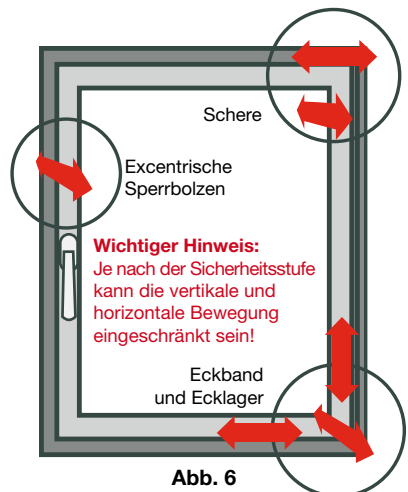 Schere
Excentrische
Sperrbolzen
Wichtiger Hinweis:
Je nach der Sicherheitsstufe
kann die vertikale und
horizontale Bewegung
eingeschränkt sein!
Eckband
und Ecklager
Abb. 6